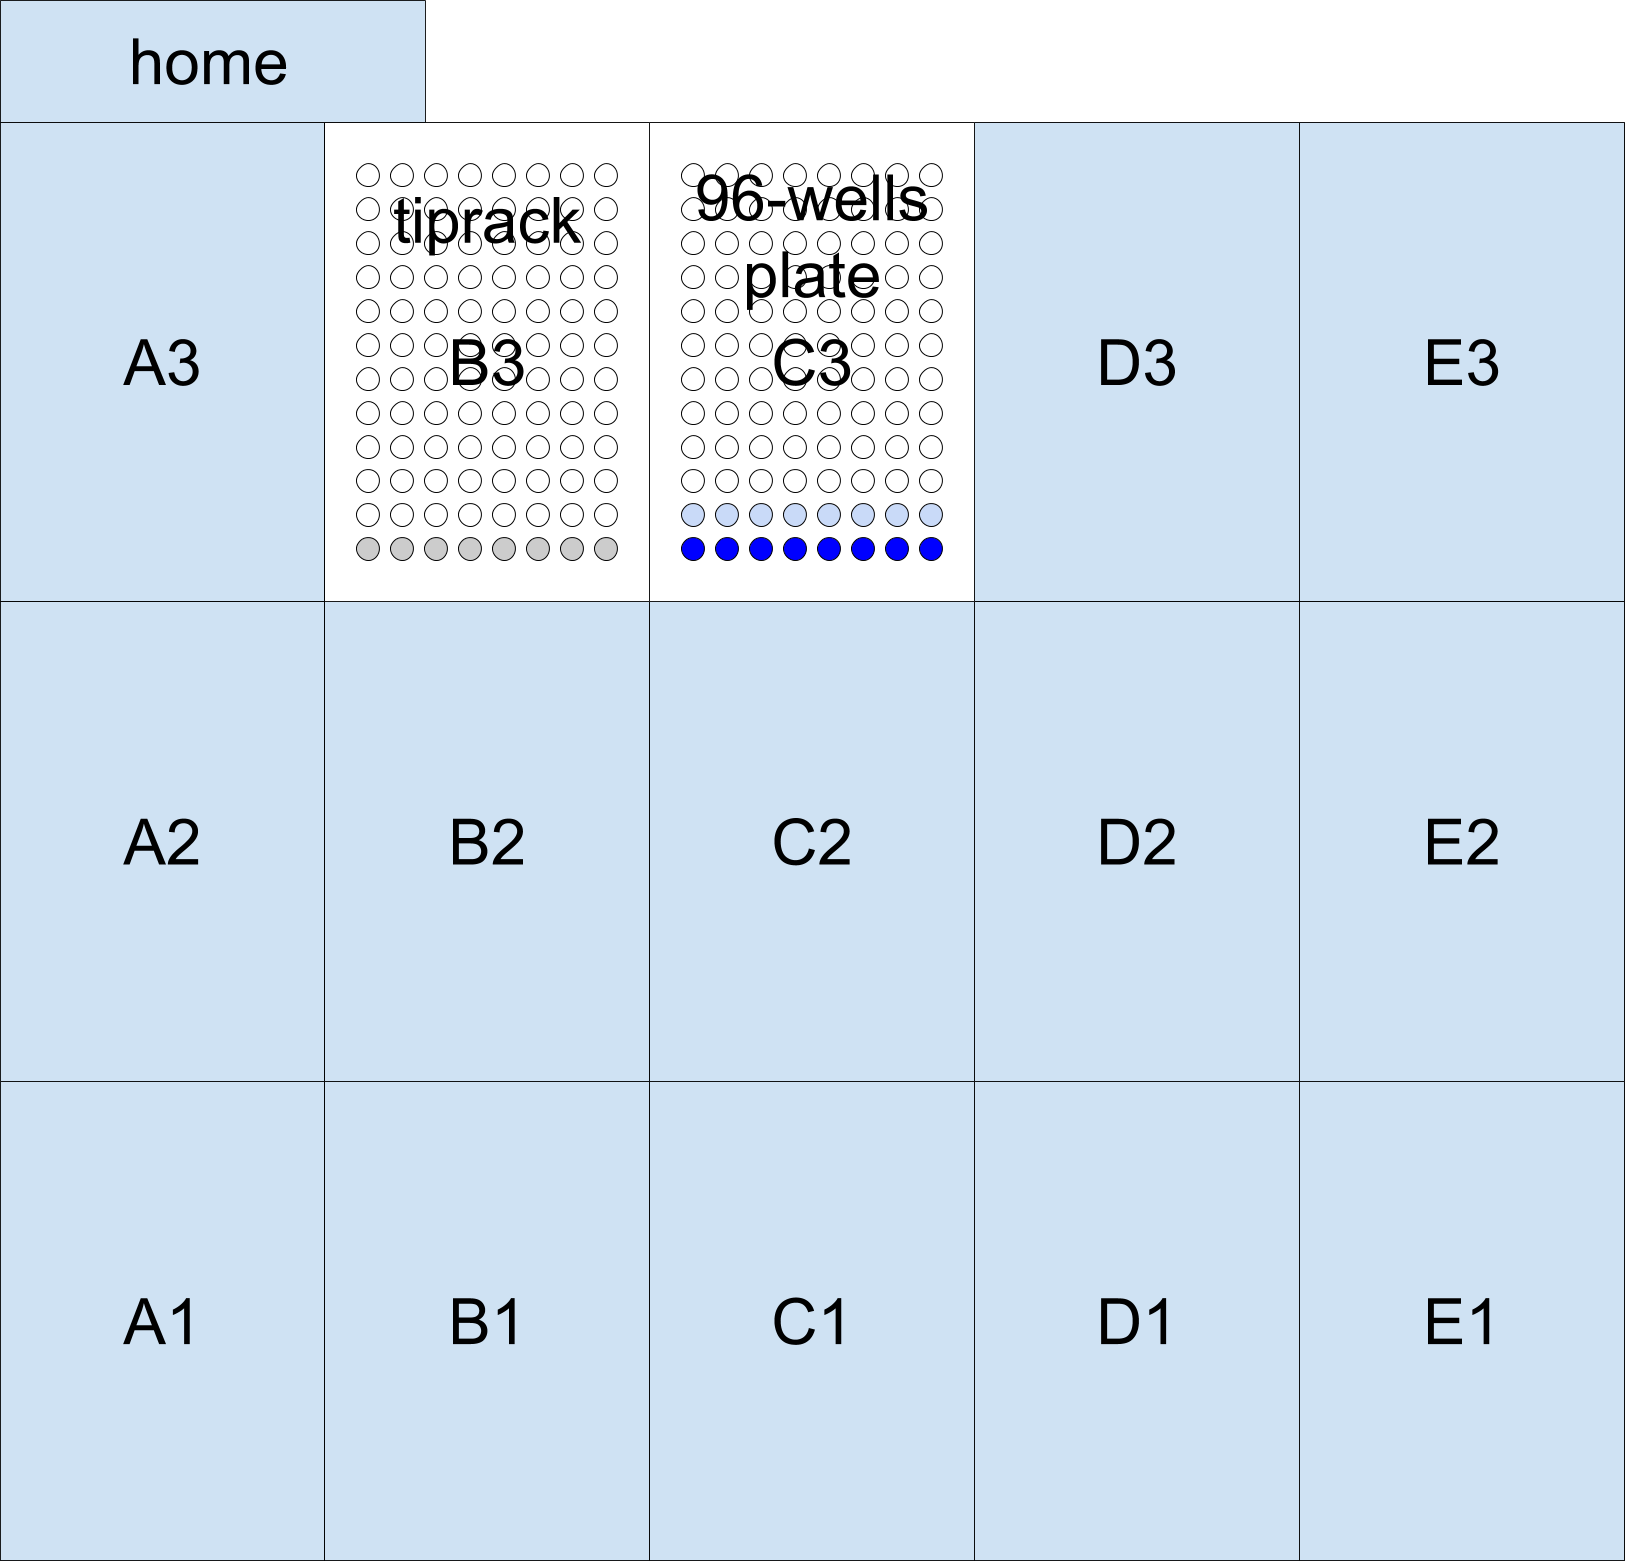 home
tiprack
96-wells
plate
A3
B3
C3
D3
E3
A2
B2
C2
D2
E2
A1
B1
C1
D1
E1